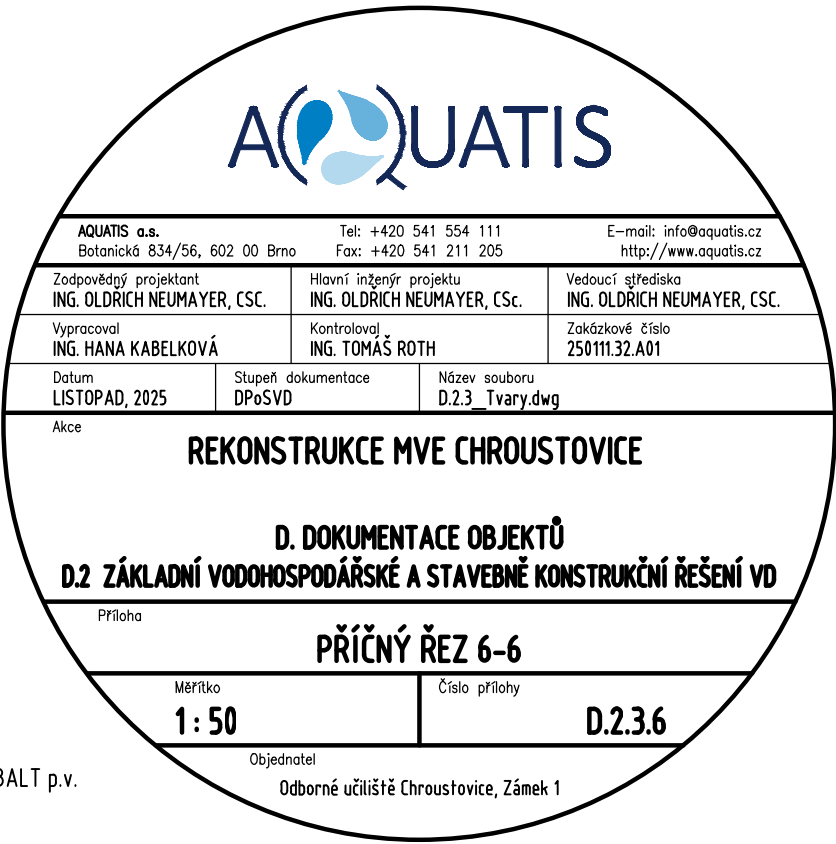 AQUATIS
AQUATIS a.s. Tel: +420 541 554 111 E-mail: info@aquatis.cz
Botanická 834/56, 602 00 Brno Fax: +420 541 211 205 http://www.aquatis.cz
Zodpovědný projektant Hlavní inženýr projektu Vedoucí střediska
ING. OLDŘICH NEUMAYER, CSC. ING. OLDŘICH NEUMAYER, CSc. ING. OLDŘICH NEUMAYER, CSC.
Vypracoval Kontroloval Zakázkové číslo
ING. HANA KABELKOVÁ ING. TOMÁŠ ROTH 250111.32.A01
Datum Stupeň dokumentace Název souboru
LISTOPAD, 2025 DPoSVD D.2.3_Tvary.dwg
Akce
REKONSTRUKCE MVE CHROUSTOVICE
D. DOKUMENTACE OBJEKTŮ
D.2 ZÁKLADNÍ VODOHOSPODÁŘSKÉ A STAVEBNĚ KONSTRUKČNÍ ŘEŠENÍ VD
Příloha
PŘÍČNÝ ŘEZ 6-6
Měřítko Číslo přílohy
1 : 50 D.2.3.6
Objednatel
Odborné učiliště Chroustovice, Zámek 1
BALT p.v.